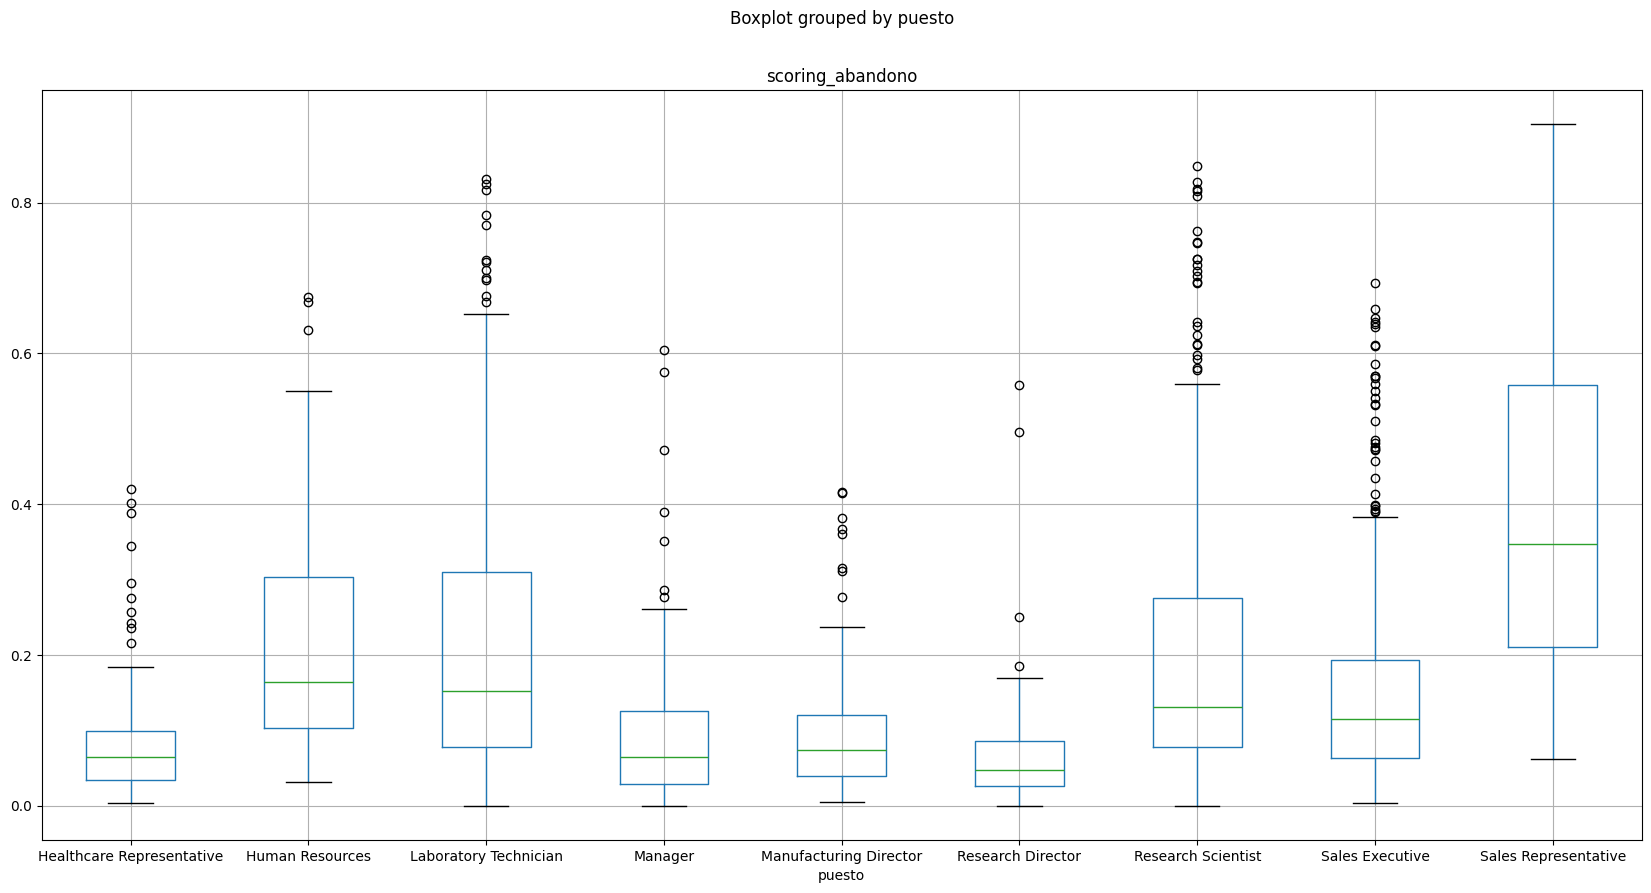 Boxplot grouped by puesto
scoring_abandono
0.8
0.6
0.4
0.2
0.0
Healthcare Representative Human Resources Laboratory Technician Manager Manufacturing Director Research Director Research Scientist Sales Executive Sales Representative
puesto